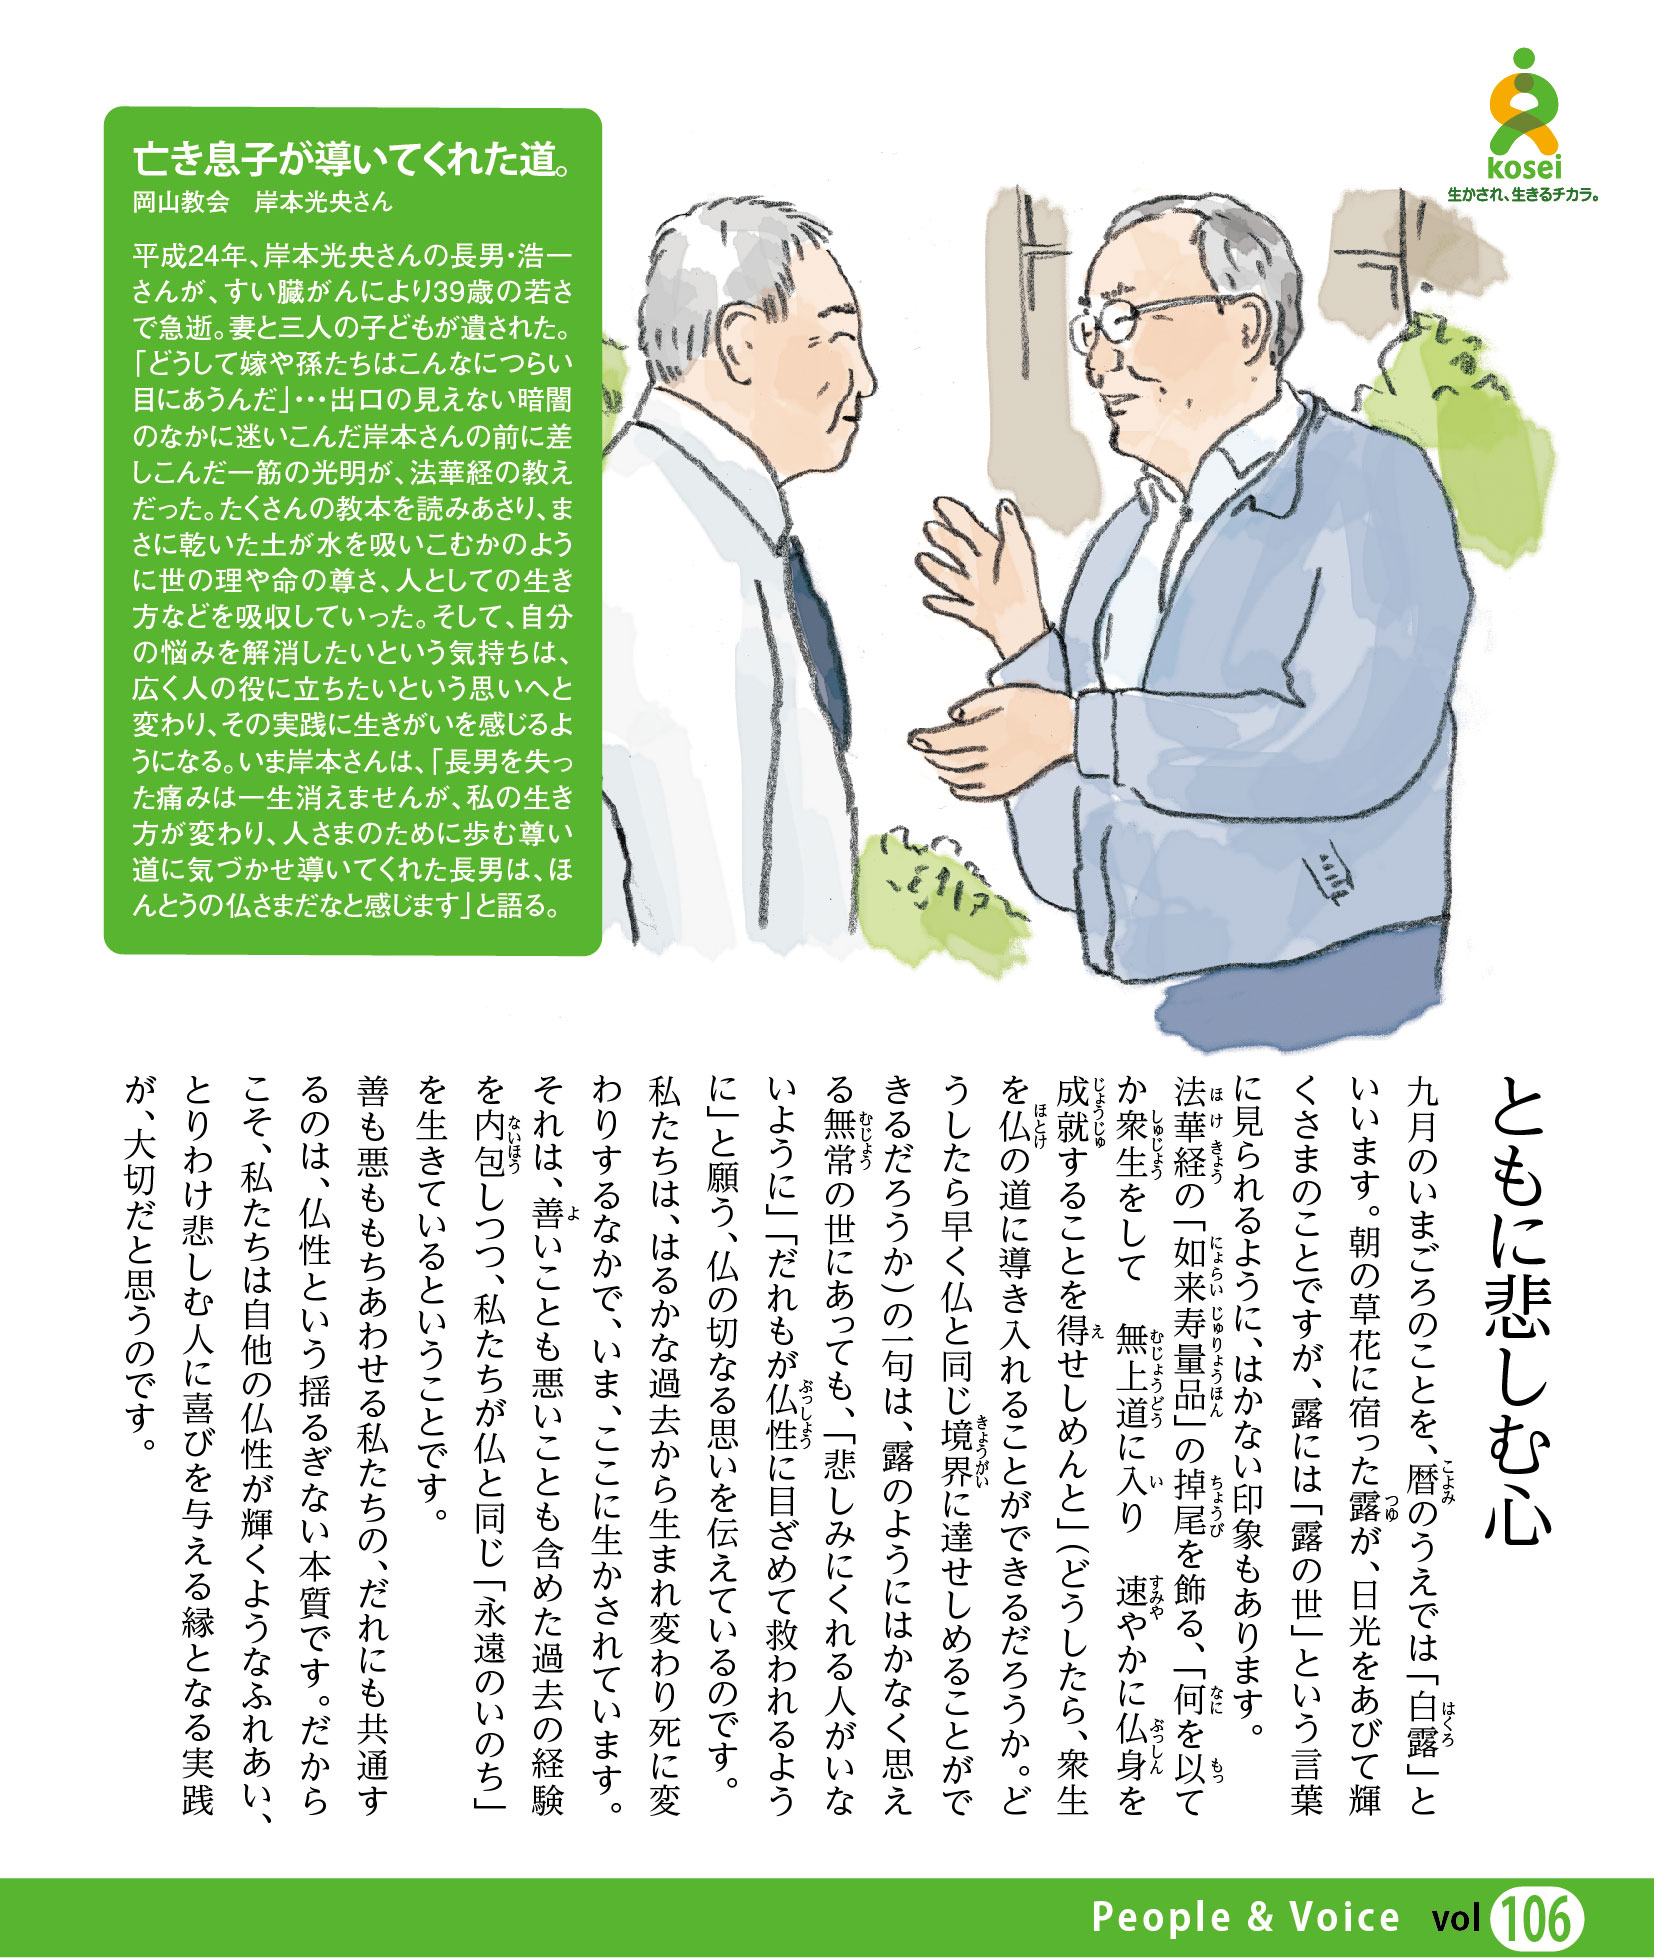 kosei
生かされ、生きるチカラ。
亡き息子が導いてくれた道。
岡山教会　岸本光央さん
平成24年、岸本光央さんの長男・浩一
さんが、すい臓がんにより39歳の若さ
で急逝。妻と三人の子どもが遺された。
「どうして嫁や孫たちはこんなにつらい
目にあうんだ」・・・出口の見えない暗闇
のなかに迷いこんだ岸本さんの前に差
しこんだ一筋の光明が、法華経の教え
だった。たくさんの教本を読みあさり、ま
さに乾いた土が水を吸いこむかのよう
に世の理や命の尊さ、人としての生き
方などを吸収していった。そして、自分
の悩みを解消したいという気持ちは、
広く人の役に立ちたいという思いへと
変わり、その実践に生きがいを感じるよ
うになる。いま岸本さんは、「長男を失っ
た痛みは一生消えませんが、私の生き
方が変わり、人さまのために歩む尊い
道に気づかせ導いてくれた長男は、ほ
んとうの仏さまだなと感じます」と語る。
ともに悲しむ心
九月のいまごろのことを、暦のうえでは「白露」と
いいます。朝の草花に宿った露が、日光をあびて輝
くさまのことですが、露には「露の世」という言葉
に見られるように、はかない印象もあります。
法華経の「如来寿量品」の掉尾を飾る、「何を以て
か衆生をして　無上道に入り　速やかに仏身を
成就することを得せしめんと」（どうしたら、衆生
を仏の道に導き入れることができるだろうか。ど
うしたら早く仏と同じ境界に達せしめることがで
きるだろうか）の一句は、露のようにはかなく思え
る無常の世にあっても、「悲しみにくれる人がいな
いように」「だれもが仏性に目ざめて救われるよう
に」と願う、仏の切なる思いを伝えているのです。
私たちは、はるかな過去から生まれ変わり死に変
わりするなかで、いま、ここに生かされています。
それは、善いことも悪いことも含めた過去の経験
を内包しつつ、私たちが仏と同じ「永遠のいのち」
を生きているということです。
善も悪ももちあわせる私たちの、だれにも共通す
るのは、仏性という揺るぎない本質です。だから
こそ、私たちは自他の仏性が輝くようなふれあい、
とりわけ悲しむ人に喜びを与える縁となる実践
が、大切だと思うのです。
People & Voice vol 106